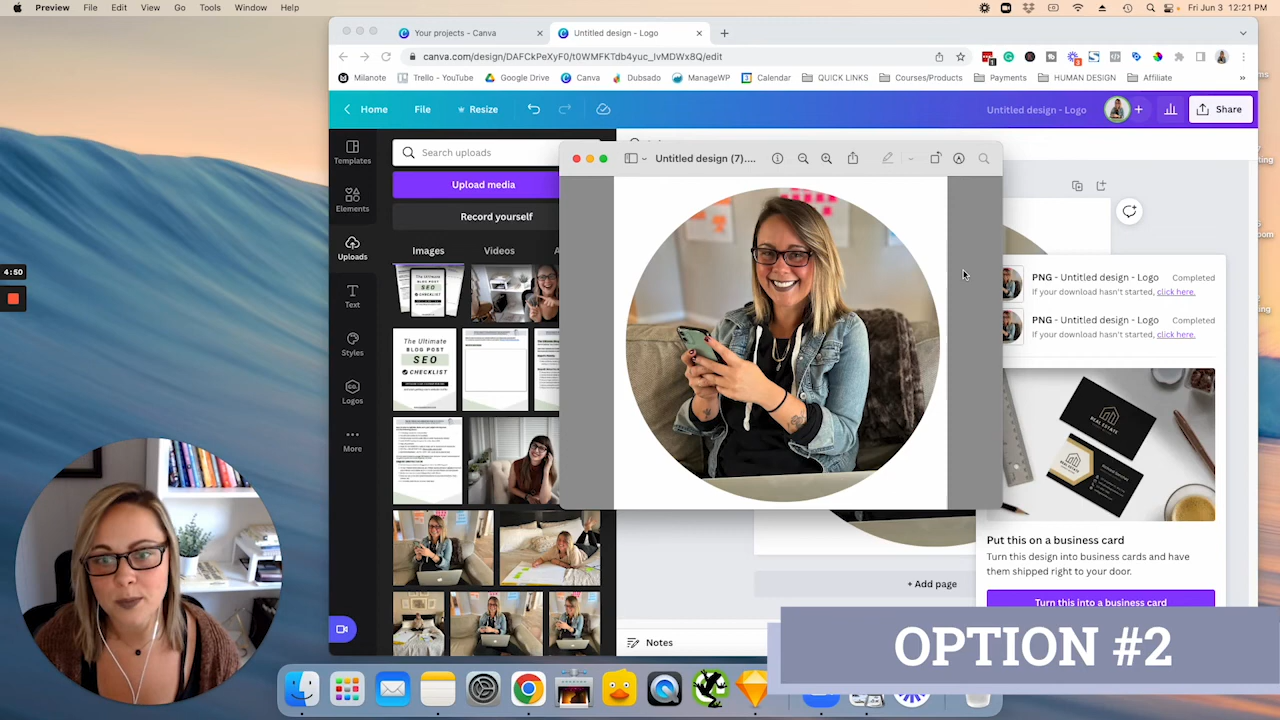 Preview File Edit View Go Tools Window Help Fri Jun 3 12:21 PM
Your projects - Canva
Untitled design - Logo
canva.com/design/DAFCkPeXyF0/t0WMFKTdb4yuc_IvMDWx8Q/edit
Milanote Trello - YouTube Google Drive Canva Dubsado ManageWP Calendar QUICK LINKS Courses/Products Payments HUMAN DESIGN Affiliate
Home File Resize Untitled design - Logo Share
Templates
Elements
Uploads
Text
Styles
Logos
More
Search uploads
Upload media
Record yourself
Images Videos A
The Ultimate
SEO
CHECKLIST
The Ultimate
BLOG POST
SEO
CHECKLIST
Untitled design (7)....
PNG - Untitled design - Logo Completed
If your download hasn't started, click here.
PNG - Untitled design - Logo Completed
If your download hasn't started, click here.
Put this on a business card
Turn this design into business cards and have
them shipped right to your door.
Turn this into a business card
+ Add page
Notes
4:50
OPTION #2